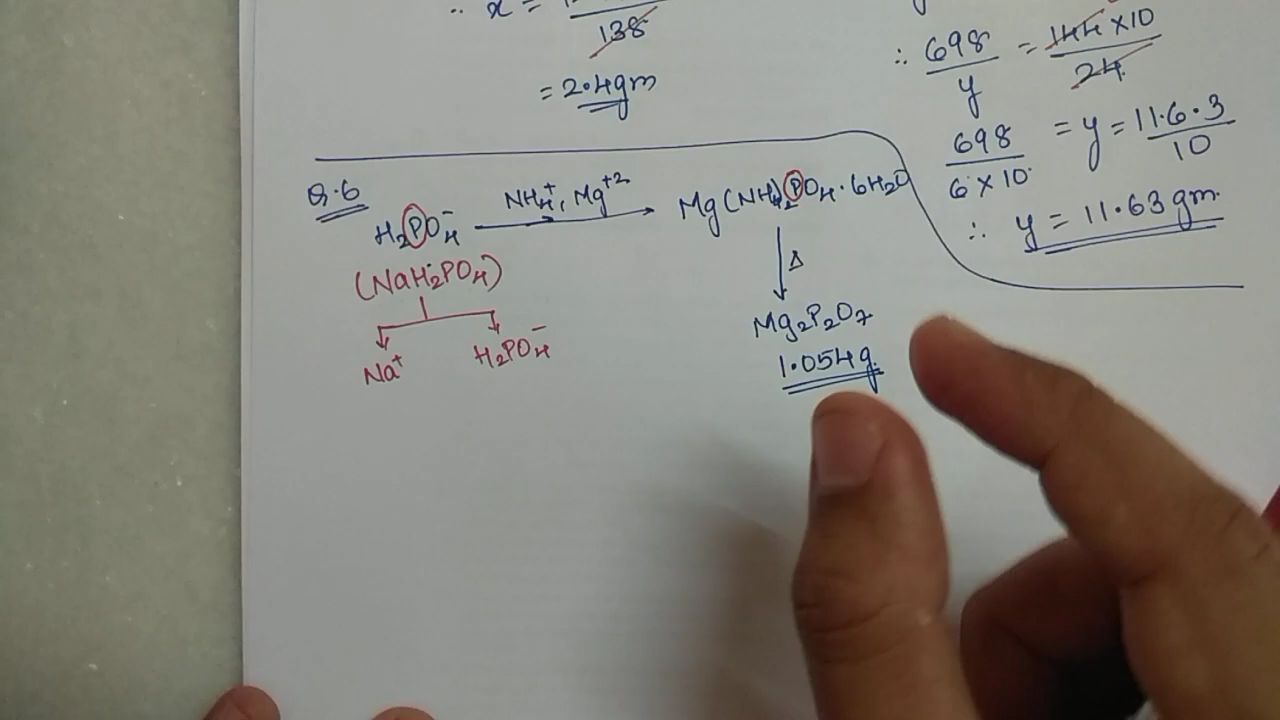 ∴ x =
138
= 2.4gm
∴ 698/y = 144×10/24
698/6×10 = y = 11.6.3/10
∴ y = 11.63 gm
Q.6
H₂PO₄⁻ NH₄⁺, Mg⁺² → Mg(NH₄)₂PO₄·6H₂O
(NaH₂PO₄)
Δ
Na⁺ H₂PO₄⁻
Mg₂P₂O₇
1.054g.